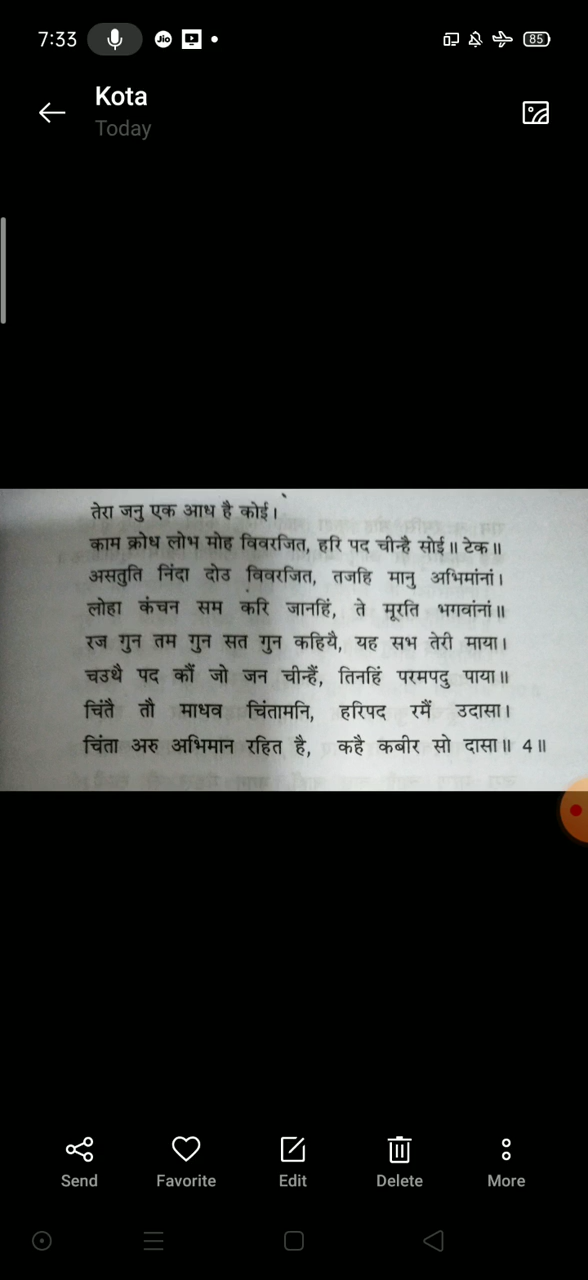 7:33
Jio
85
Kota
Today
तेरा जनु एक आध है कोई।
काम क्रोध लोभ मोह विवरजित, हरि पद चीन्है सोई॥ टेक॥
असतुति निंदा दोउ विवरजित, तजहि मानु अभिमांनां।
लोहा कंचन सम करि जानहिं, ते मूरति भगवांनां॥
रज गुन तम गुन सत गुन कहियै, यह सभ तेरी माया।
चउथै पद कौं जो जन चीन्हैं, तिनहिं परमपदु पाया॥
चिंतै तौ माधव चिंतामनि, हरिपद रमैं उदासा।
चिंता अरु अभिमान रहित है, कहै कबीर सो दासा॥ 4॥
Send Favorite Edit Delete More